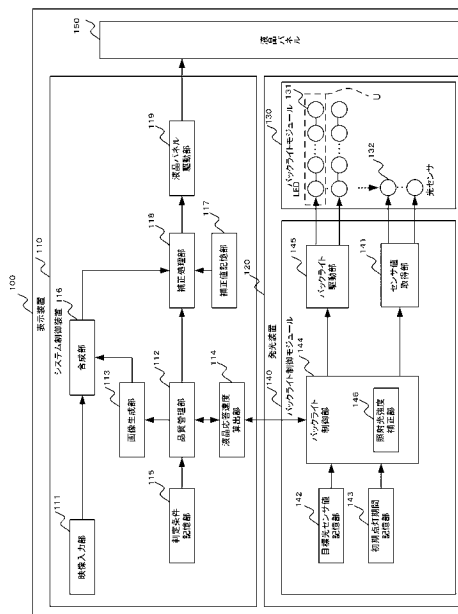 100
表示装置
110
システム制御装置
116
合成部
111
映像入力部
113
画像生成部
112
品質管理部
115
判定条件
記憶部
114
液晶応答速度
算出部
118
補正処理部
117
補正値記憶部
119
液晶パネル
駆動部
150
液晶パネル
120
発光装置
140
バックライト制御モジュール
144
バックライト
制御部
146
照射光強度
補正部
142
目標光センサ値
記憶部
143
初期点灯期間
記憶部
145
バックライト
駆動部
141
センサ値
取得部
130
バックライトモジュール
LED
131
132
光センサ